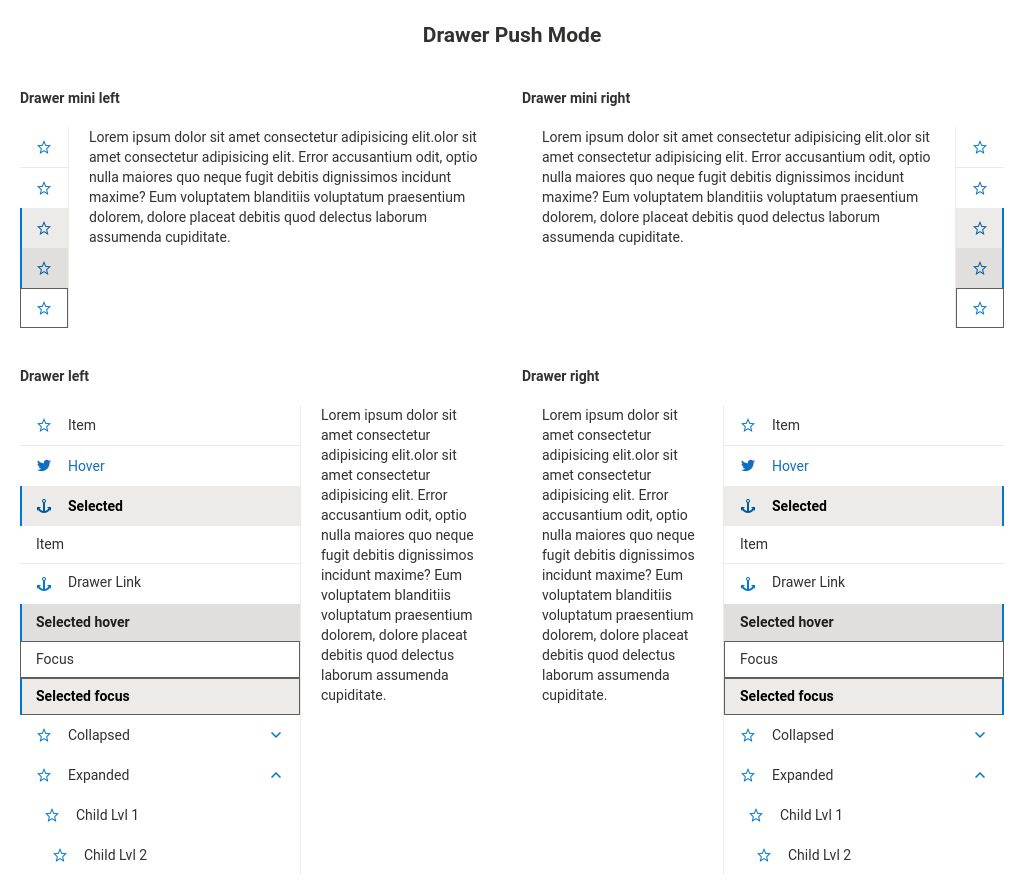 Drawer Push Mode
Drawer mini left
Lorem ipsum dolor sit amet consectetur adipisicing elit.olor sit
amet consectetur adipisicing elit. Error accusantium odit, optio
nulla maiores quo neque fugit debitis dignissimos incidunt
maxime? Eum voluptatem blanditiis voluptatum praesentium
dolorem, dolore placeat debitis quod delectus laborum
assumenda cupiditate.
Drawer mini right
Lorem ipsum dolor sit amet consectetur adipisicing elit.olor sit
amet consectetur adipisicing elit. Error accusantium odit, optio
nulla maiores quo neque fugit debitis dignissimos incidunt
maxime? Eum voluptatem blanditiis voluptatum praesentium
dolorem, dolore placeat debitis quod delectus laborum
assumenda cupiditate.
Drawer left
Item
Hover
Selected
Item
Drawer Link
Selected hover
Focus
Selected focus
Collapsed
Expanded
Child Lvl 1
Child Lvl 2
Lorem ipsum dolor sit
amet consectetur
adipisicing elit.olor sit
amet consectetur
adipisicing elit. Error
accusantium odit, optio
nulla maiores quo neque
fugit debitis dignissimos
incidunt maxime? Eum
voluptatem blanditiis
voluptatum praesentium
dolorem, dolore placeat
debitis quod delectus
laborum assumenda
cupiditate.
Drawer right
Lorem ipsum dolor sit
amet consectetur
adipisicing elit.olor sit
amet consectetur
adipisicing elit. Error
accusantium odit, optio
nulla maiores quo neque
fugit debitis dignissimos
incidunt maxime? Eum
voluptatem blanditiis
voluptatum praesentium
dolorem, dolore placeat
debitis quod delectus
laborum assumenda
cupiditate.
Item
Hover
Selected
Item
Drawer Link
Selected hover
Focus
Selected focus
Collapsed
Expanded
Child Lvl 1
Child Lvl 2